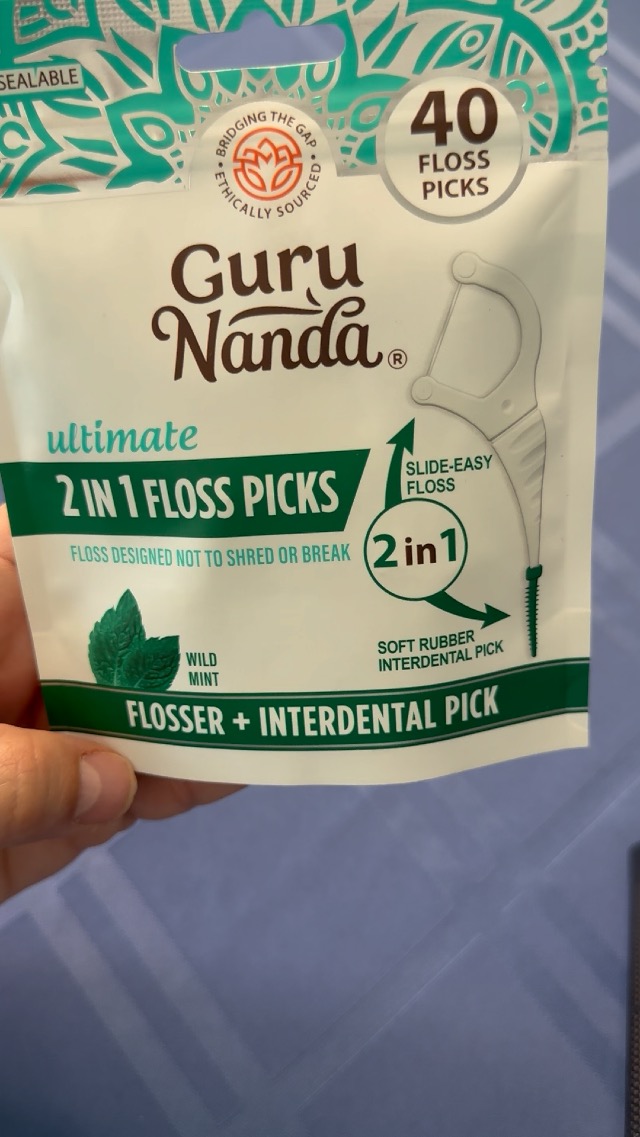 SEALABLE
BRIDGING THE GAP
ETHICALLY SOURCED
40
FLOSS
PICKS
Guru
Nanda®
ultimate
2 IN 1 FLOSS PICKS
FLOSS DESIGNED NOT TO SHRED OR BREAK
SLIDE-EASY
FLOSS
2 in 1
SOFT RUBBER
INTERDENTAL PICK
WILD
MINT
FLOSSER + INTERDENTAL PICK